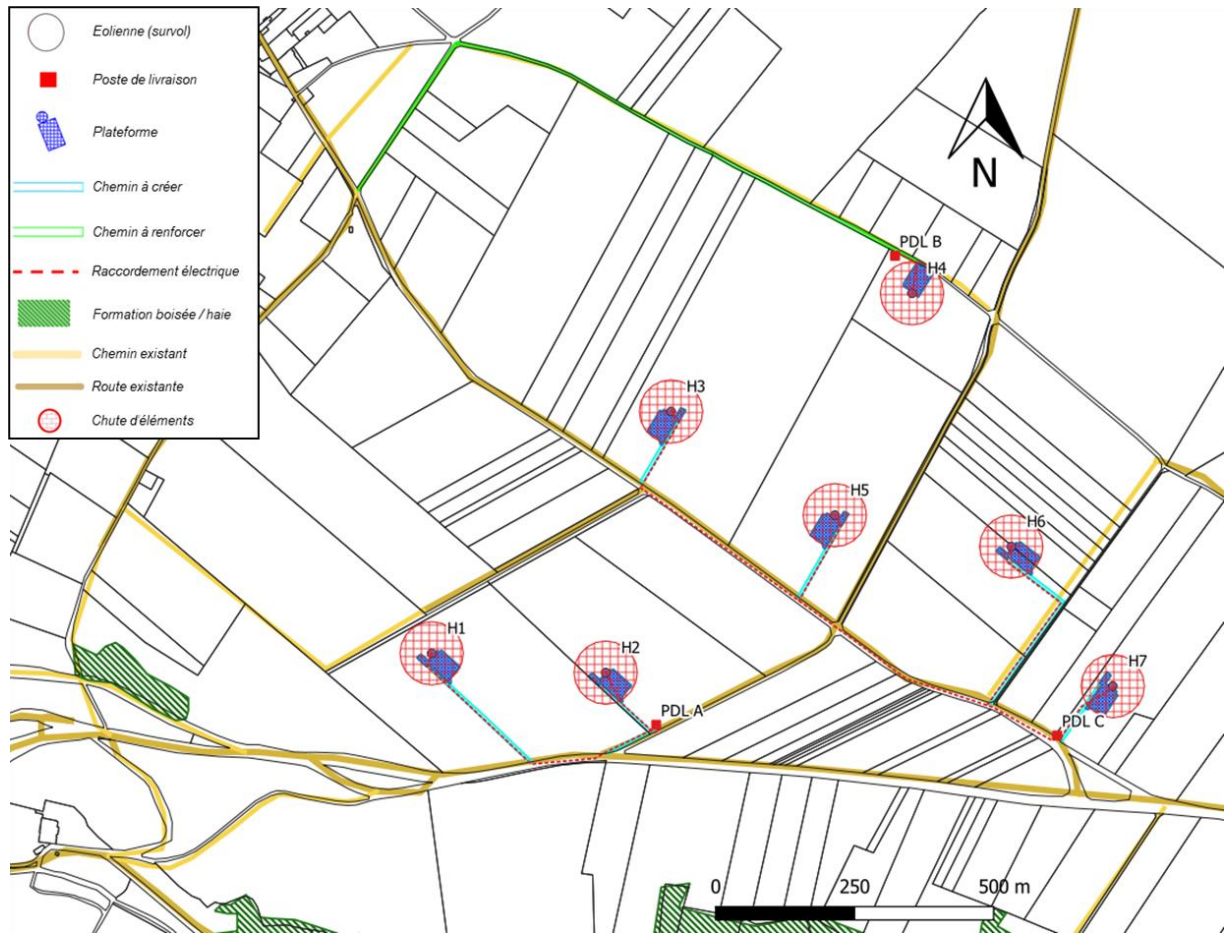 Eolienne (survol)
Poste de livraison
Plateforme
Chemin à créer
Chemin à renforcer
Raccordement électrique
Formation boisée / haie
Chemin existant
Route existante
Chute d'éléments
N
PDL B
H4
H3
H5
H6
H1
H2
H7
PDL A
PDL C
0 250 500 m